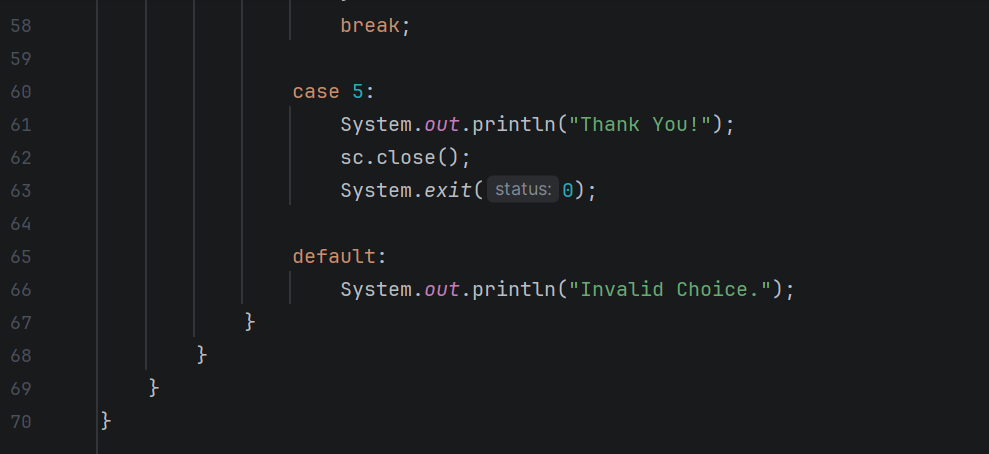 58 break;
59
60 case 5:
61 System.out.println("Thank You!");
62 sc.close();
63 System.exit( status: 0);
64
65 default:
66 System.out.println("Invalid Choice.");
67 }
68 }
69 }
70 }